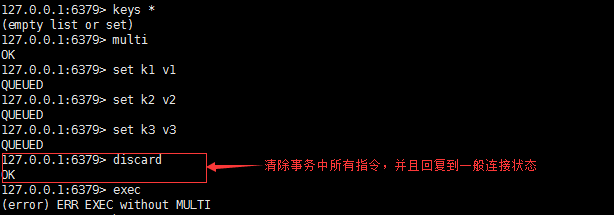 127.0.0.1:6379> keys *
(empty list or set)
127.0.0.1:6379> multi
OK
127.0.0.1:6379> set k1 v1
QUEUED
127.0.0.1:6379> set k2 v2
QUEUED
127.0.0.1:6379> set k3 v3
QUEUED
127.0.0.1:6379> discard
清除事务中所有指令，并且回复到一般连接状态
OK
127.0.0.1:6379> exec
(error) ERR EXEC without MULTI